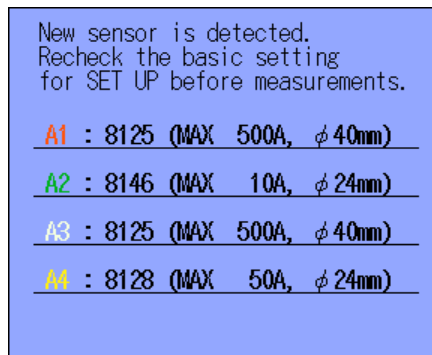 New sensor is detected.
Recheck the basic setting
for SET UP before measurements.
A1 : 8125 (MAX 500A, φ40mm)
A2 : 8146 (MAX 10A, φ24mm)
A3 : 8125 (MAX 500A, φ40mm)
A4 : 8128 (MAX 50A, φ24mm)